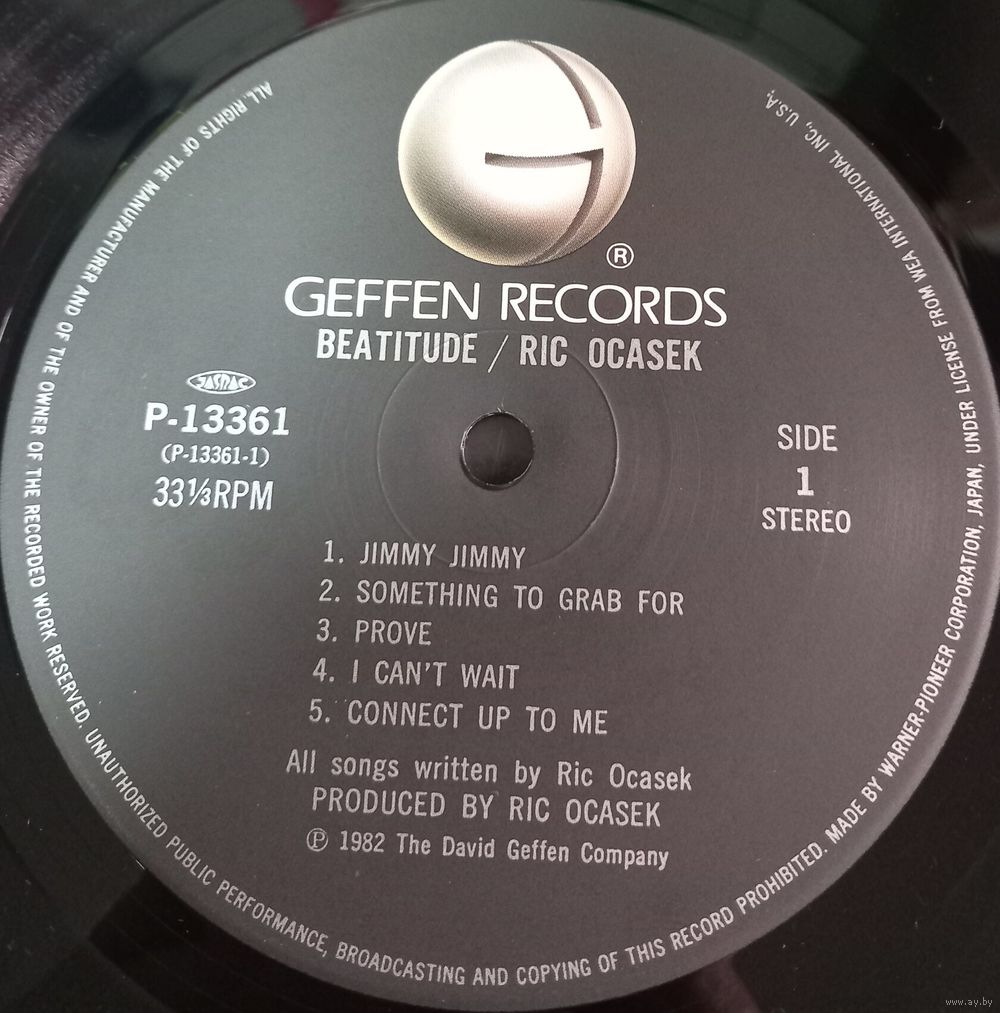 GEFFEN RECORDS
®
BEATITUDE / RIC OCASEK
JASRAC
P-13361
(P-13361-1)
33⅓RPM
SIDE
1
STEREO
1. JIMMY JIMMY
2. SOMETHING TO GRAB FOR
3. PROVE
4. I CAN'T WAIT
5. CONNECT UP TO ME
All songs written by Ric Ocasek
PRODUCED BY RIC OCASEK
℗ 1982 The David Geffen Company
ALL RIGHTS OF THE MANUFACTURER AND OF THE OWNER OF THE RECORDED WORK RESERVED. UNAUTHORIZED PUBLIC PERFORMANCE, BROADCASTING AND COPYING OF THIS RECORD PROHIBITED. MADE BY WARNER-PIONEER CORPORATION, JAPAN, UNDER LICENSE FROM WEA INTERNATIONAL INC., U.S.A.
www.ay.by